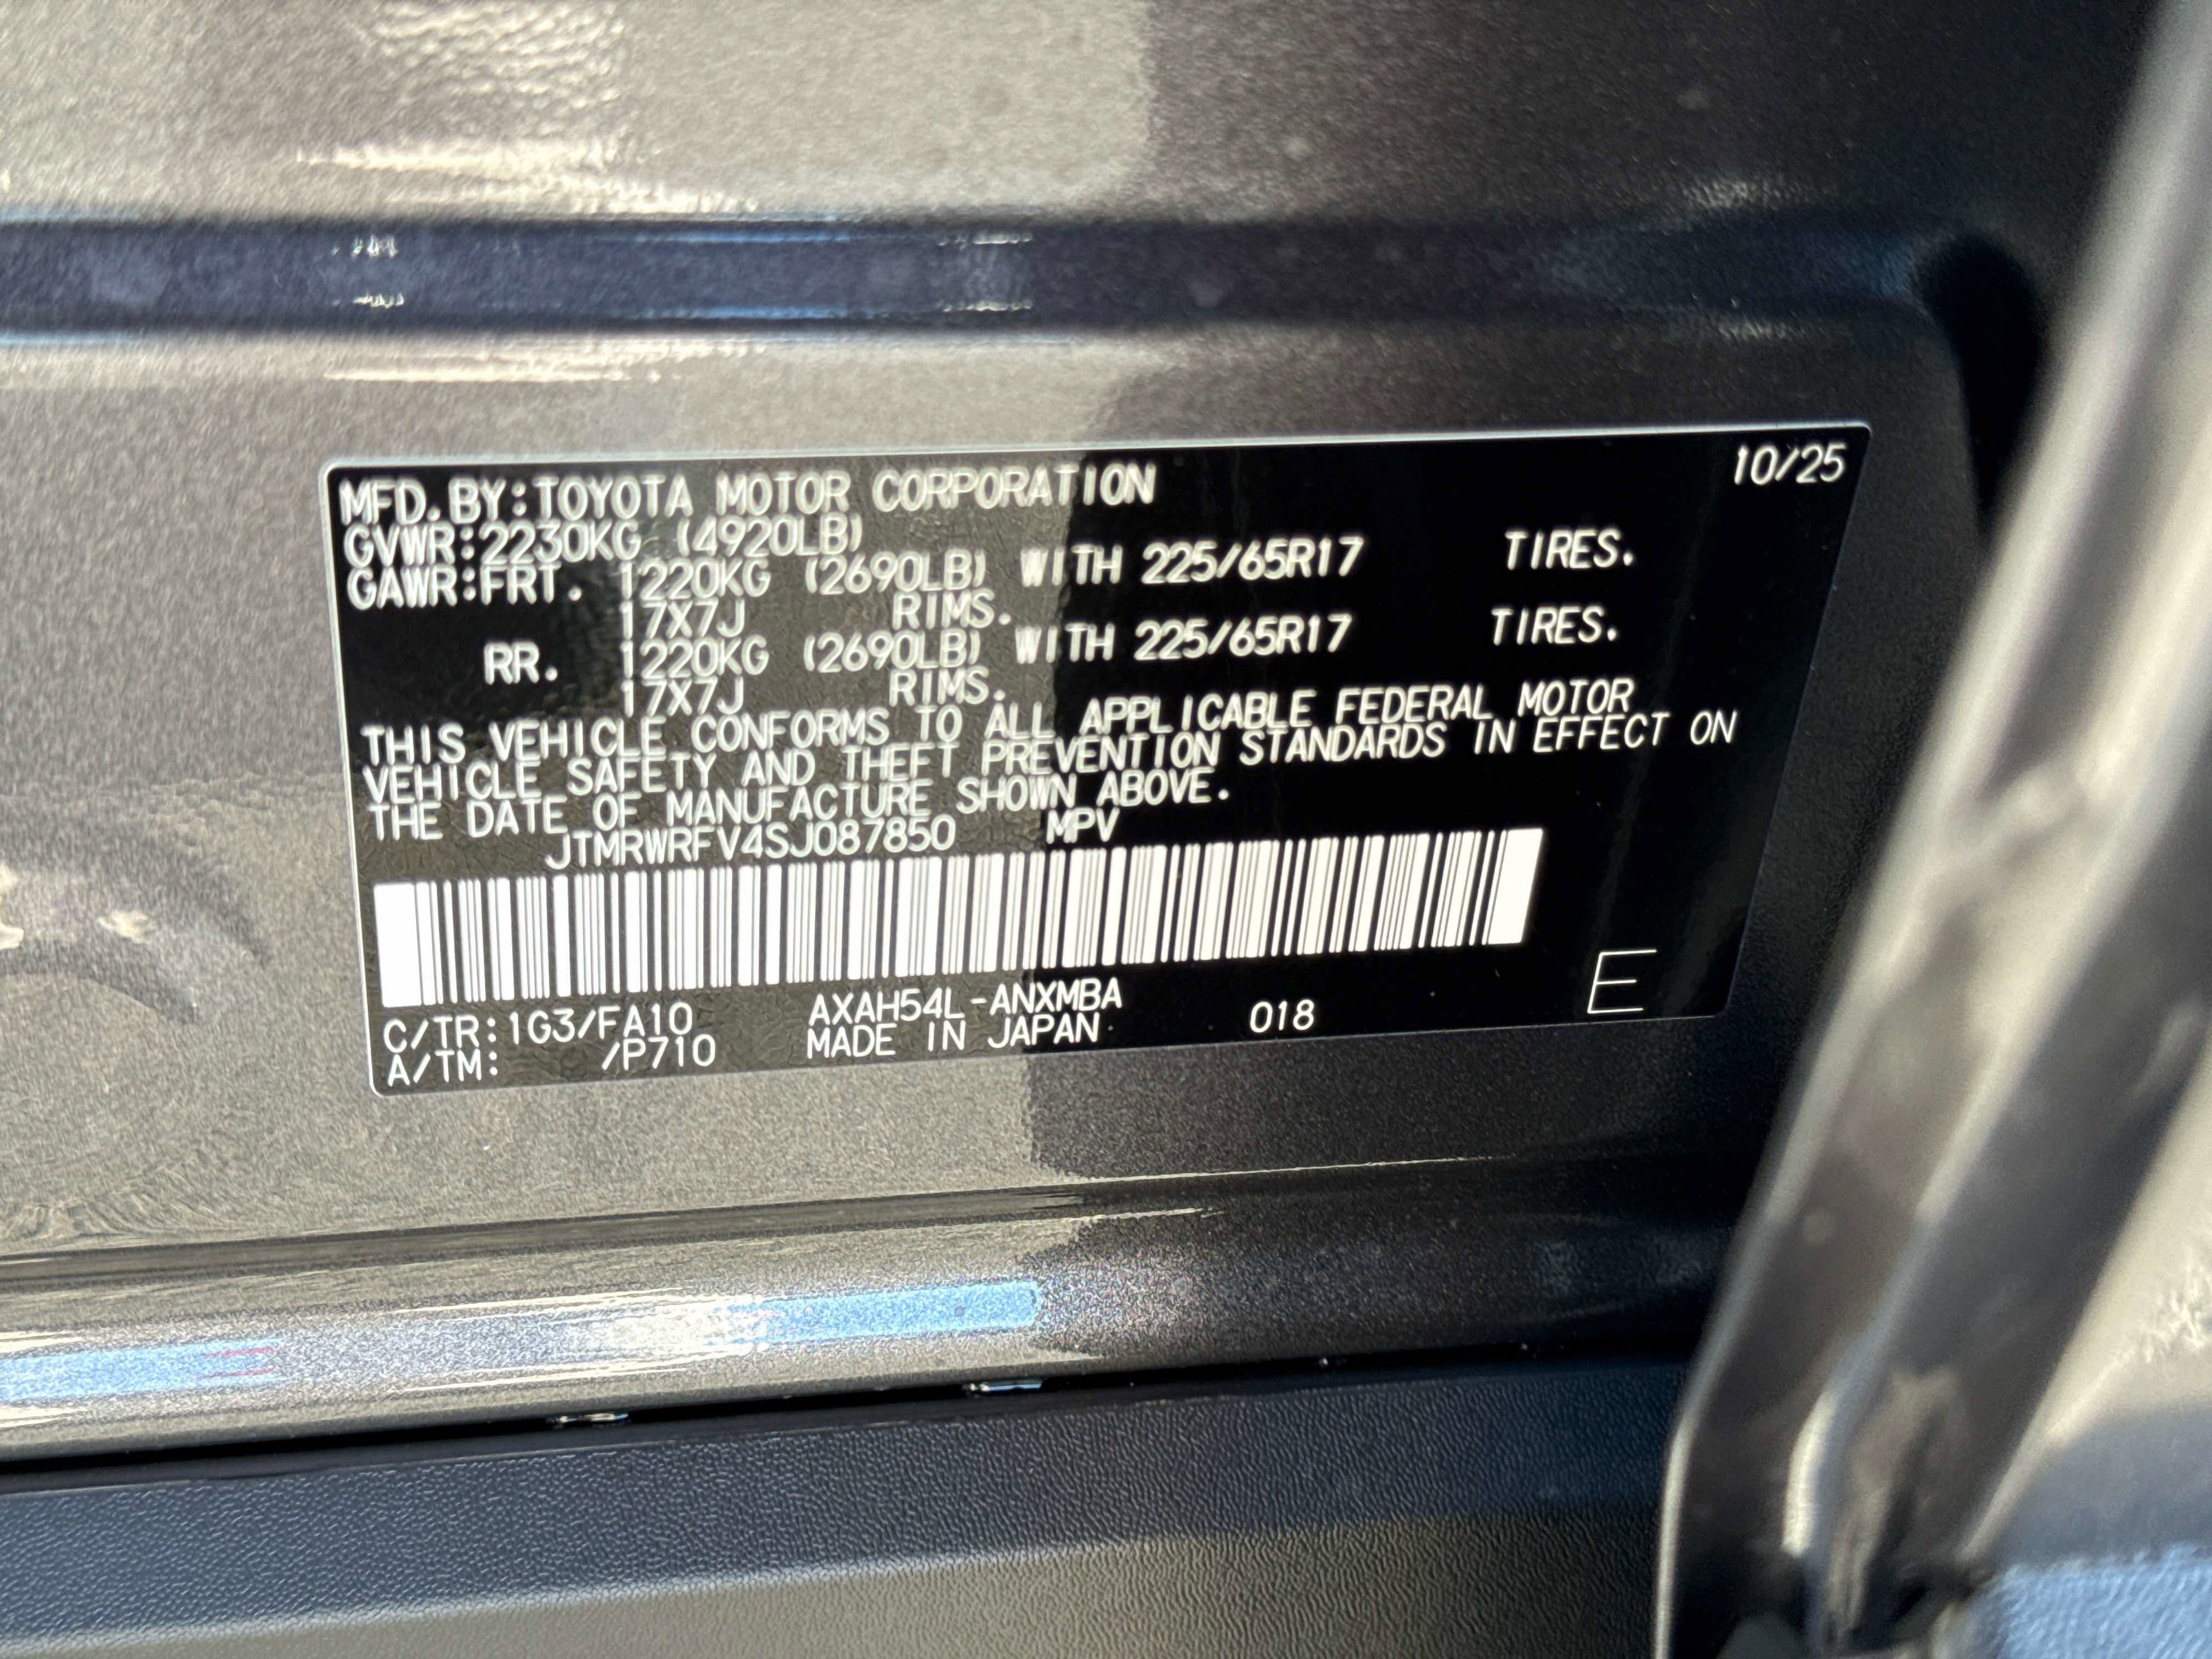 10/25
MFD.BY:TOYOTA MOTOR CORPORATION
GVWR:2230KG (4920LB)
GAWR:FRT. 1220KG (2690LB) WITH 225/65R17 TIRES.
17X7J RIMS.
RR. 1220KG (2690LB) WITH 225/65R17 TIRES.
17X7J RIMS.
THIS VEHICLE CONFORMS TO ALL APPLICABLE FEDERAL MOTOR
VEHICLE SAFETY AND THEFT PREVENTION STANDARDS IN EFFECT ON
THE DATE OF MANUFACTURE SHOWN ABOVE.
JTMRWRFV4SJ087850 MPV
C/TR:1G3/FA10 AXAH54L-ANXMBA
A/TM: /P710 MADE IN JAPAN 018 E